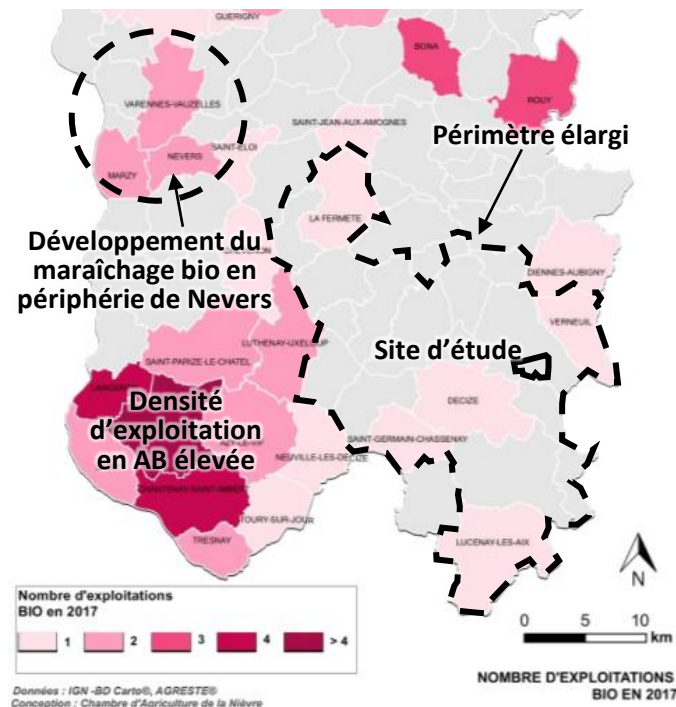 GUERIGNY
BONA
ROUY
VARENNES-VAUZELLES
SAINT-JEAN-AUX-AMOGNES
Périmètre élargi
SAINT-ELOI
NEVERS
MARZY
LA FERMETE
Développement du
maraîchage bio en
périphérie de Nevers
DIENNES-AUBIGNY
VERNEUIL
LUTHENAY-UXELOUP
SAINT-PARIZE-LE-CHATEL
Site d'étude
Densité
d'exploitation
en AB élevée
DECIZE
SAINT-GERMAIN-CHASSENAY
NEUVILLE-LES-DECIZE
CHANTENAY-SAINT-IMBERT
TOURY-SUR-JOUR
TRESNAY
LUCENAY-LES-AIX
N
Nombre d'exploitations
BIO en 2017
1 2 3 4 > 4
0 5 10
km
Données : IGN -BD Carto®, AGRESTE®
Conception : Chambre d'Agriculture de la Nièvre
NOMBRE D'EXPLOITATIONS
BIO EN 2017